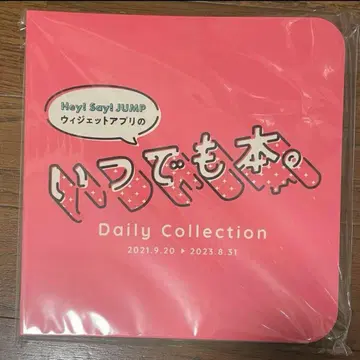 Hey! Say! JUMP
ウィジェットアプリの
いつでも本。
Daily Collection
2021.9.20 ▸ 2023.8.31